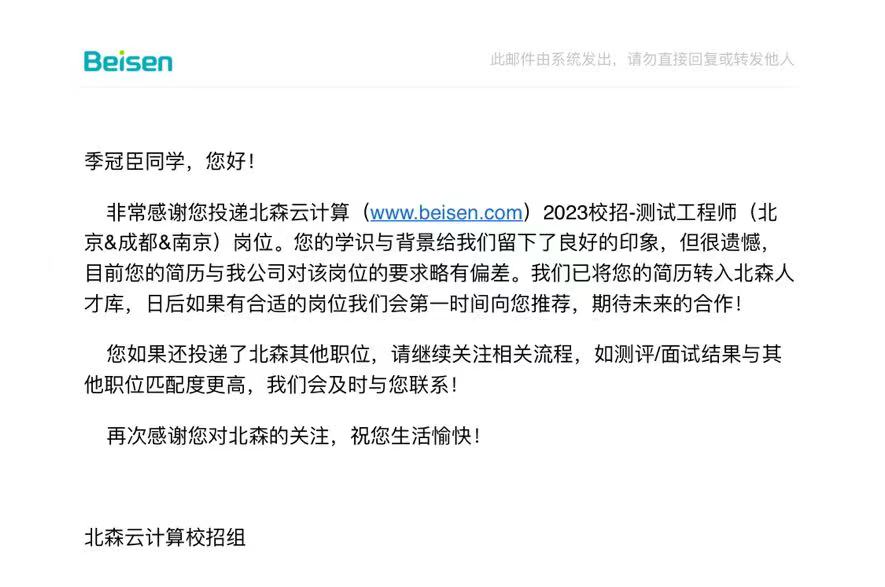 Beisen
此邮件由系统发出，请勿直接回复或转发他人
季冠臣同学，您好！
非常感谢您投递北森云计算（www.beisen.com）2023校招-测试工程师（北
京&成都&南京）岗位。您的学识与背景给我们留下了良好的印象，但很遗憾，
目前您的简历与我公司对该岗位的要求略有偏差。我们已将您的简历转入北森人
才库，日后如果有合适的岗位我们会第一时间向您推荐，期待未来的合作！
您如果还投递了北森其他职位，请继续关注相关流程，如测评/面试结果与其
他职位匹配度更高，我们会及时与您联系！
再次感谢您对北森的关注，祝您生活愉快！
北森云计算校招组